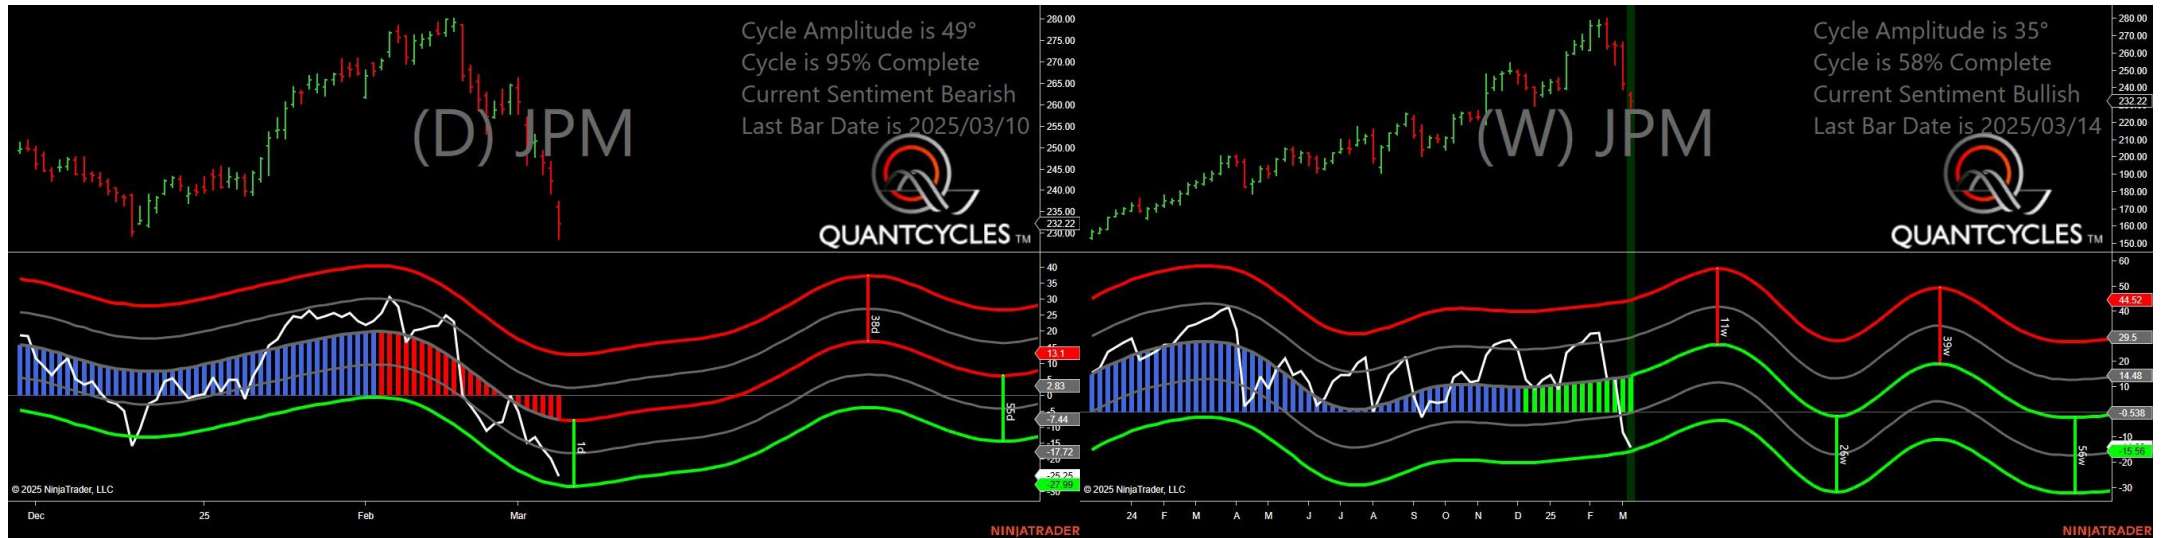 Cycle Amplitude is 49°
Cycle is 95% Complete
Current Sentiment Bearish
Last Bar Date is 2025/03/10
(D) JPM
QUANTCYCLES TM
280.00
275.00
270.00
265.00
260.00
255.00
250.00
245.00
240.00
235.00
232.22
230.00
40
35
30
25
20
15
13.1
10
5
2.83
0
-5
-7.44
-10
-15
-17.72
-20
-25.25
-27.99
-30
38d
55d
1d
© 2025 NinjaTrader, LLC
Dec 25 Feb Mar
NINJATRADER
Cycle Amplitude is 35°
Cycle is 58% Complete
Current Sentiment Bullish
Last Bar Date is 2025/03/14
(W) JPM
QUANTCYCLES TM
280.00
270.00
260.00
250.00
240.00
232.22
220.00
210.00
200.00
190.00
180.00
170.00
160.00
150.00
60
50
44.52
40
29.5
20
14.48
10
-0.538
-10
-15.56
-20
-30
11w
39w
26w
56w
© 2025 NinjaTrader, LLC
24 F M A M J J A S O N D 25 F M
NINJATRADER